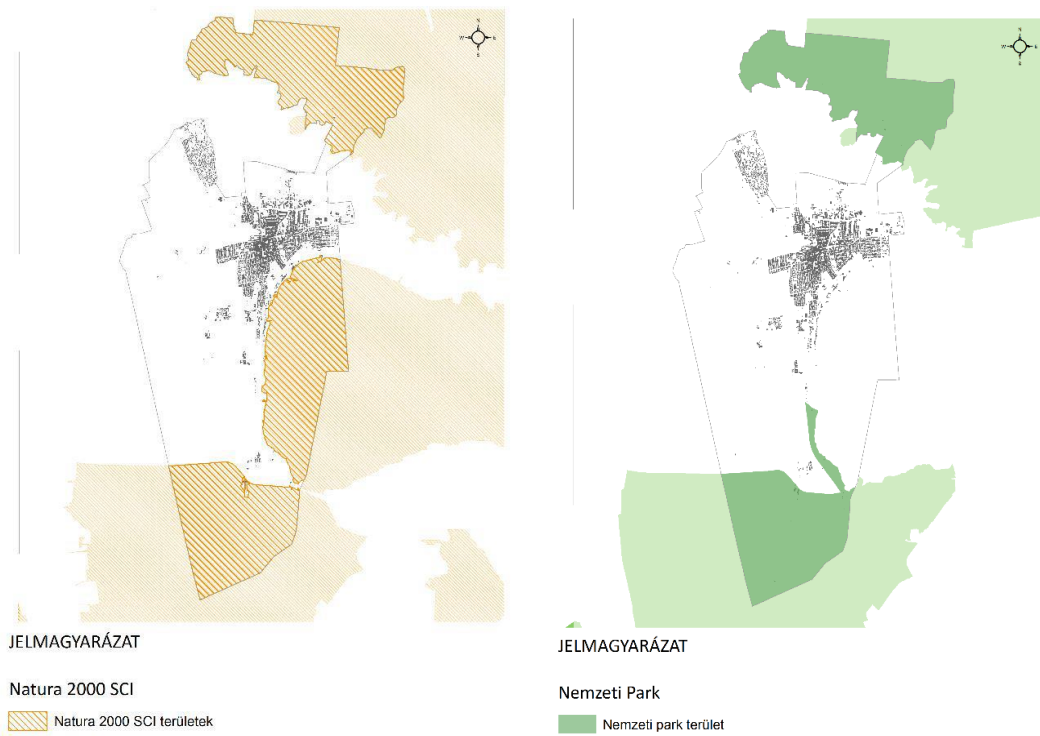 N
W E
S
JELMAGYARÁZAT
Natura 2000 SCI
Natura 2000 SCI területek
N
W E
S
JELMAGYARÁZAT
Nemzeti Park
Nemzeti park terület